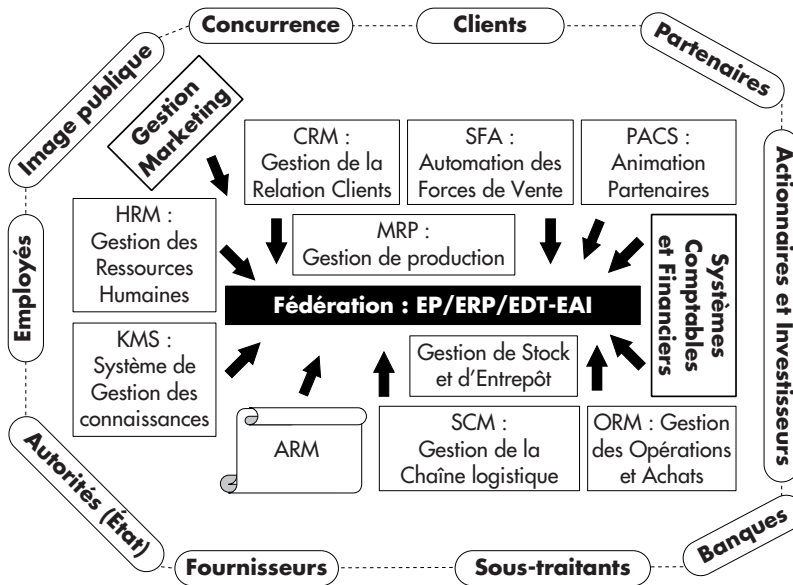 Concurrence
Clients
Partenaires
Image publique
Gestion
Marketing
CRM :
Gestion de la
Relation Clients
SFA :
Automation des
Forces de Vente
PACS :
Animation
Partenaires
Actionnaires et Investisseurs
Employés
HRM :
Gestion des
Ressources
Humaines
MRP :
Gestion de production
Systèmes
Comptables
et Financiers
Fédération : EP/ERP/EDT-EAI
KMS :
Système de
Gestion des
connaissances
Gestion de Stock
et d’Entrepôt
ARM
SCM :
Gestion de la
Chaîne logistique
ORM : Gestion
des Opérations
et Achats
Autorités (État)
Fournisseurs
Sous-traitants
Banques